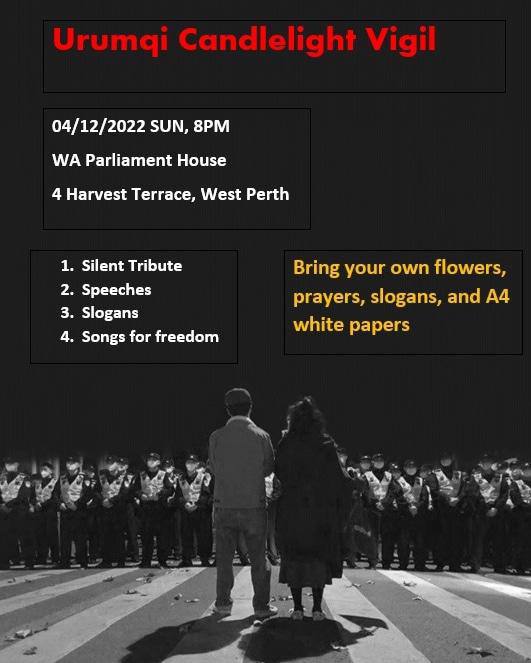 Urumqi Candlelight Vigil
04/12/2022 SUN, 8PM
WA Parliament House
4 Harvest Terrace, West Perth
1. Silent Tribute
2. Speeches
3. Slogans
4. Songs for freedom
Bring your own flowers,
prayers, slogans, and A4
white papers